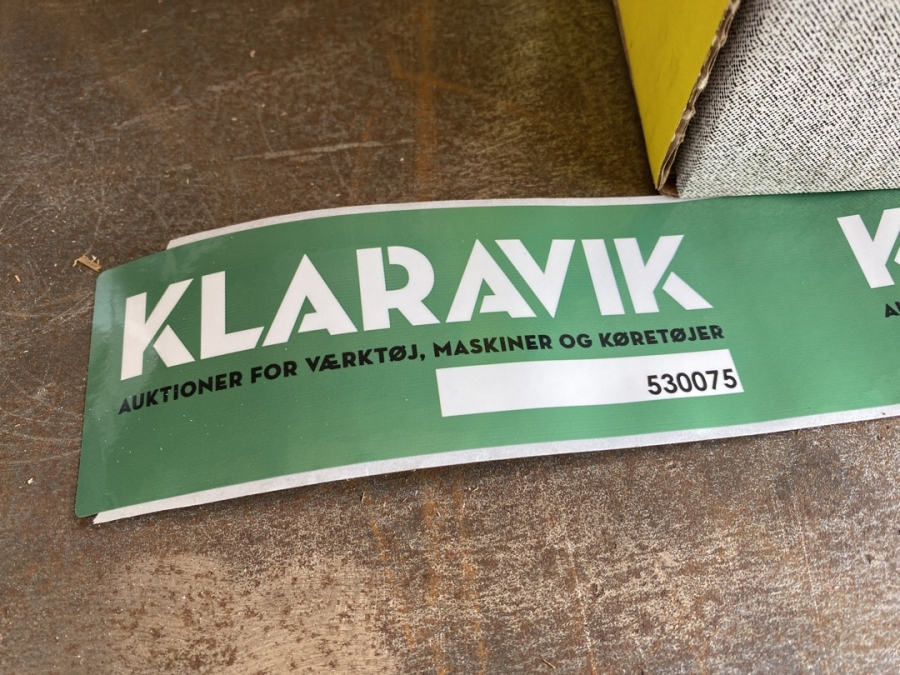 KLARAVIK
AUKTIONER FOR VÆRKTØJ, MASKINER OG KØRETØJER
530075